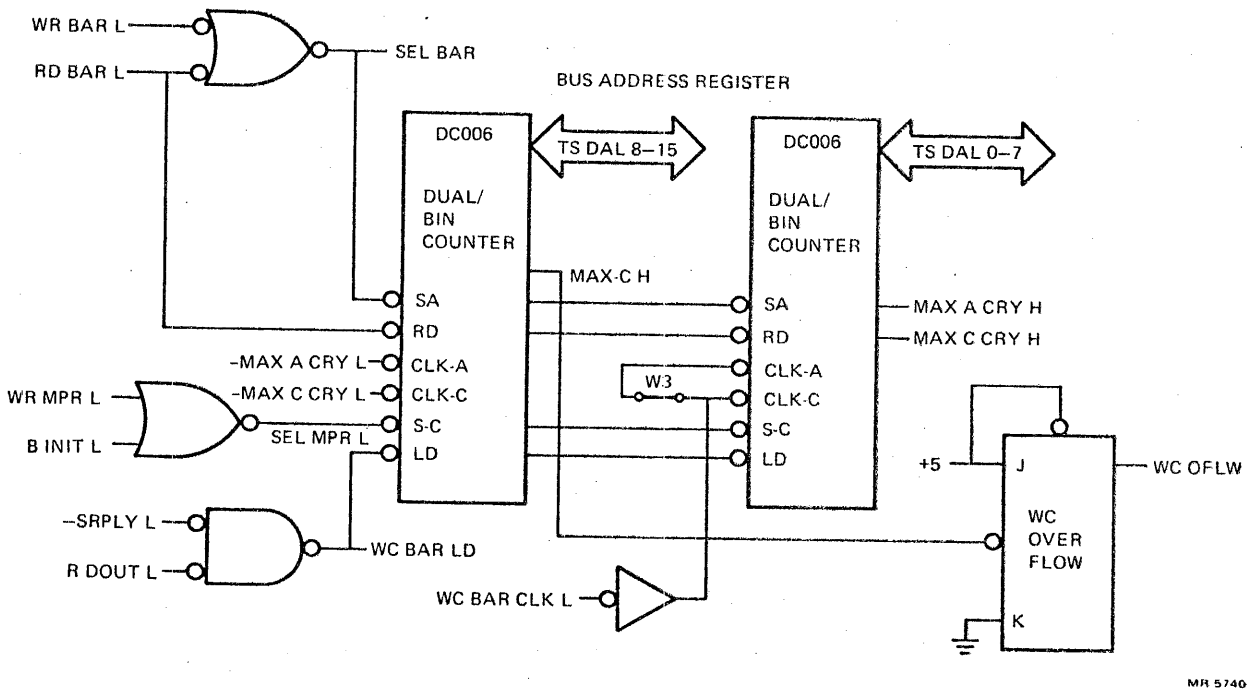 WR BAR L
RD BAR L
SEL BAR
BUS ADDRESS REGISTER
DC006
TS DAL 8–15
DUAL/
BIN
COUNTER
DC006
TS DAL 0–7
DUAL/
BIN
COUNTER
MAX-C H
SA
RD
CLK-A
CLK-C
S-C
LD
SA
RD
CLK-A
CLK-C
S-C
LD
MAX A CRY H
MAX C CRY H
–MAX A CRY L
–MAX C CRY L
W3
WR MPR L
B INIT L
SEL MPR L
–SRPLY L
R DOUT L
WC BAR LD
WC BAR CLK L
+5
J
WC
OVER
FLOW
K
WC OFLW
MR 5740